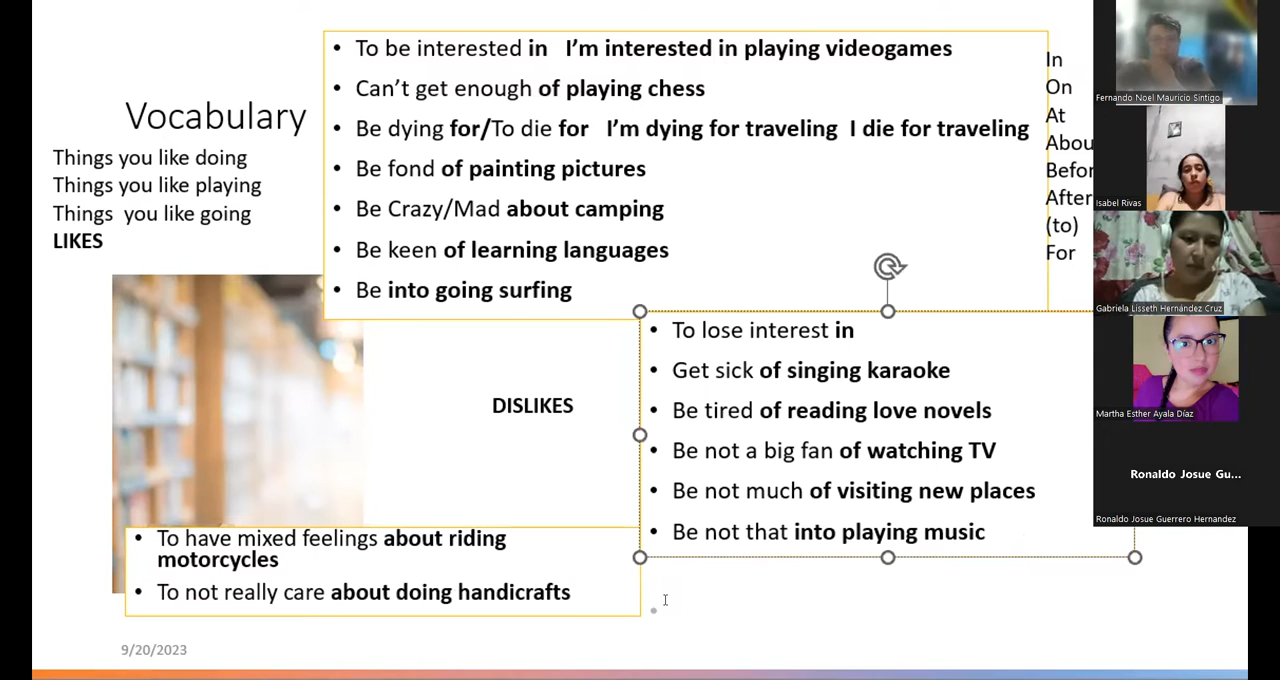 Vocabulary
Things you like doing
Things you like playing
Things you like going
LIKES
• To be interested in I'm interested in playing videogames
• Can't get enough of playing chess
• Be dying for/To die for I'm dying for traveling I die for traveling
• Be fond of painting pictures
• Be Crazy/Mad about camping
• Be keen of learning languages
• Be into going surfing
In
On
At
Abou
Befor
After
(to)
For
DISLIKES
• To lose interest in
• Get sick of singing karaoke
• Be tired of reading love novels
• Be not a big fan of watching TV
• Be not much of visiting new places
• Be not that into playing music
• To have mixed feelings about riding
motorcycles
• To not really care about doing handicrafts
9/20/2023
Fernando Noel Mauricio Sintigo
Isabel Rivas
Gabriela Lisseth Hernández Cruz
Martha Esther Ayala Díaz
Ronaldo Josue Gu...
Ronaldo Josue Guerrero Hernandez